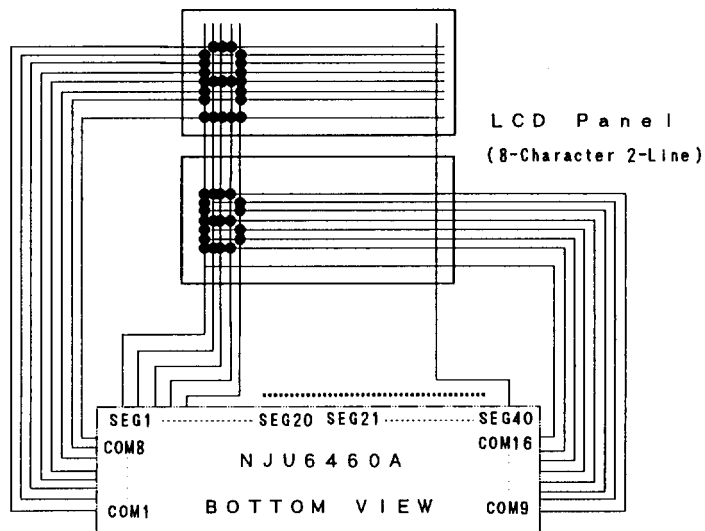 LCD Panel
(8-Character 2-Line)
SEG1 SEG20 SEG21 SEG40
COM8 COM16
NJU6460A
COM1 BOTTOM VIEW COM9